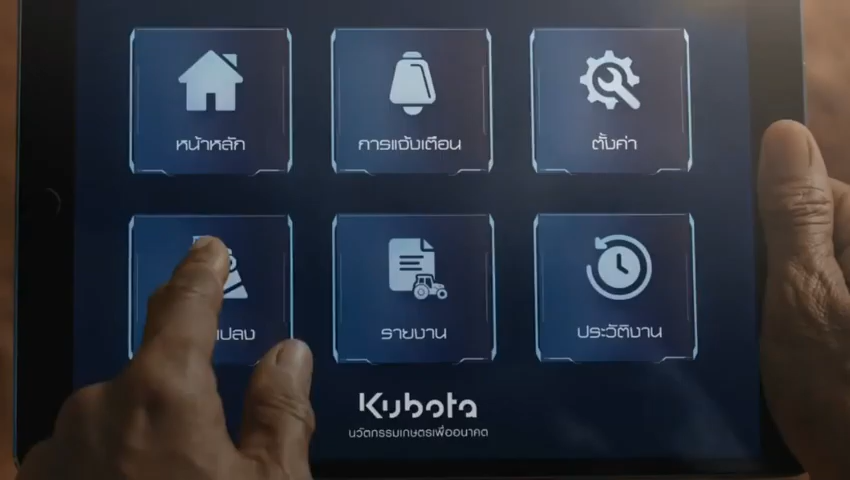 หน้าหลัก
การแจ้งเตือน
ตั้งค่า
รายงาน
ประวัติงาน
Kubota
นวัตกรรมเกษตรเพื่ออนาคต